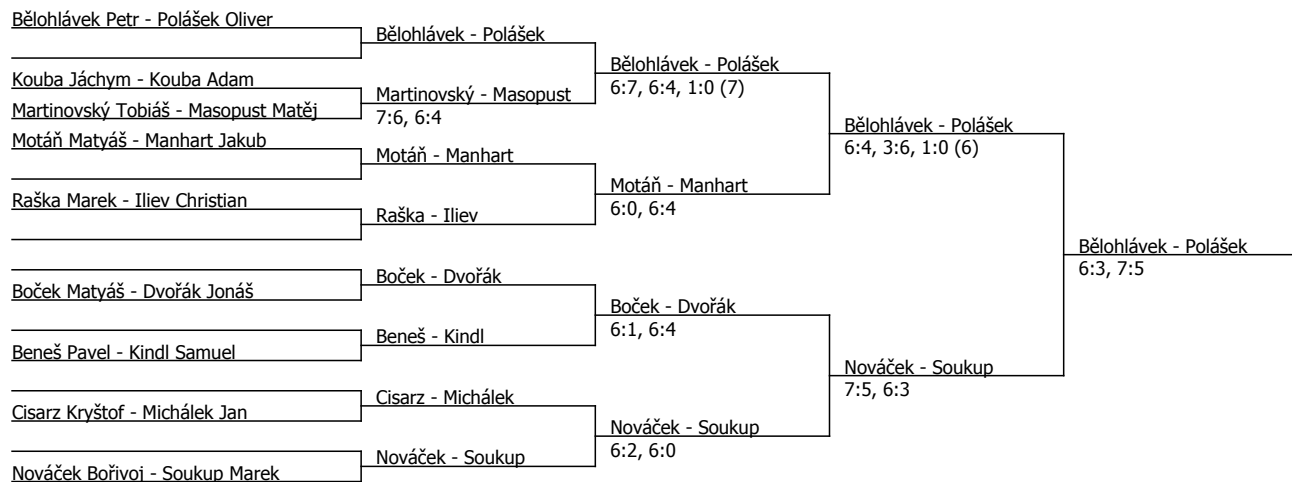 Bělohlávek Petr - Polášek Oliver
Kouba Jáchym - Kouba Adam
Martinovský Tobiáš - Masopust Matěj
Motáň Matyáš - Manhart Jakub
Raška Marek - Iliev Christian
Boček Matyáš - Dvořák Jonáš
Beneš Pavel - Kindl Samuel
Cisarz Kryštof - Michálek Jan
Nováček Bořivoj - Soukup Marek
Bělohlávek - Polášek
Martinovský - Masopust
7:6, 6:4
Motáň - Manhart
Raška - Iliev
Boček - Dvořák
Beneš - Kindl
Cisarz - Michálek
Nováček - Soukup
Bělohlávek - Polášek
6:7, 6:4, 1:0 (7)
Motáň - Manhart
6:0, 6:4
Boček - Dvořák
6:1, 6:4
Nováček - Soukup
6:2, 6:0
Bělohlávek - Polášek
6:4, 3:6, 1:0 (6)
Nováček - Soukup
7:5, 6:3
Bělohlávek - Polášek
6:3, 7:5